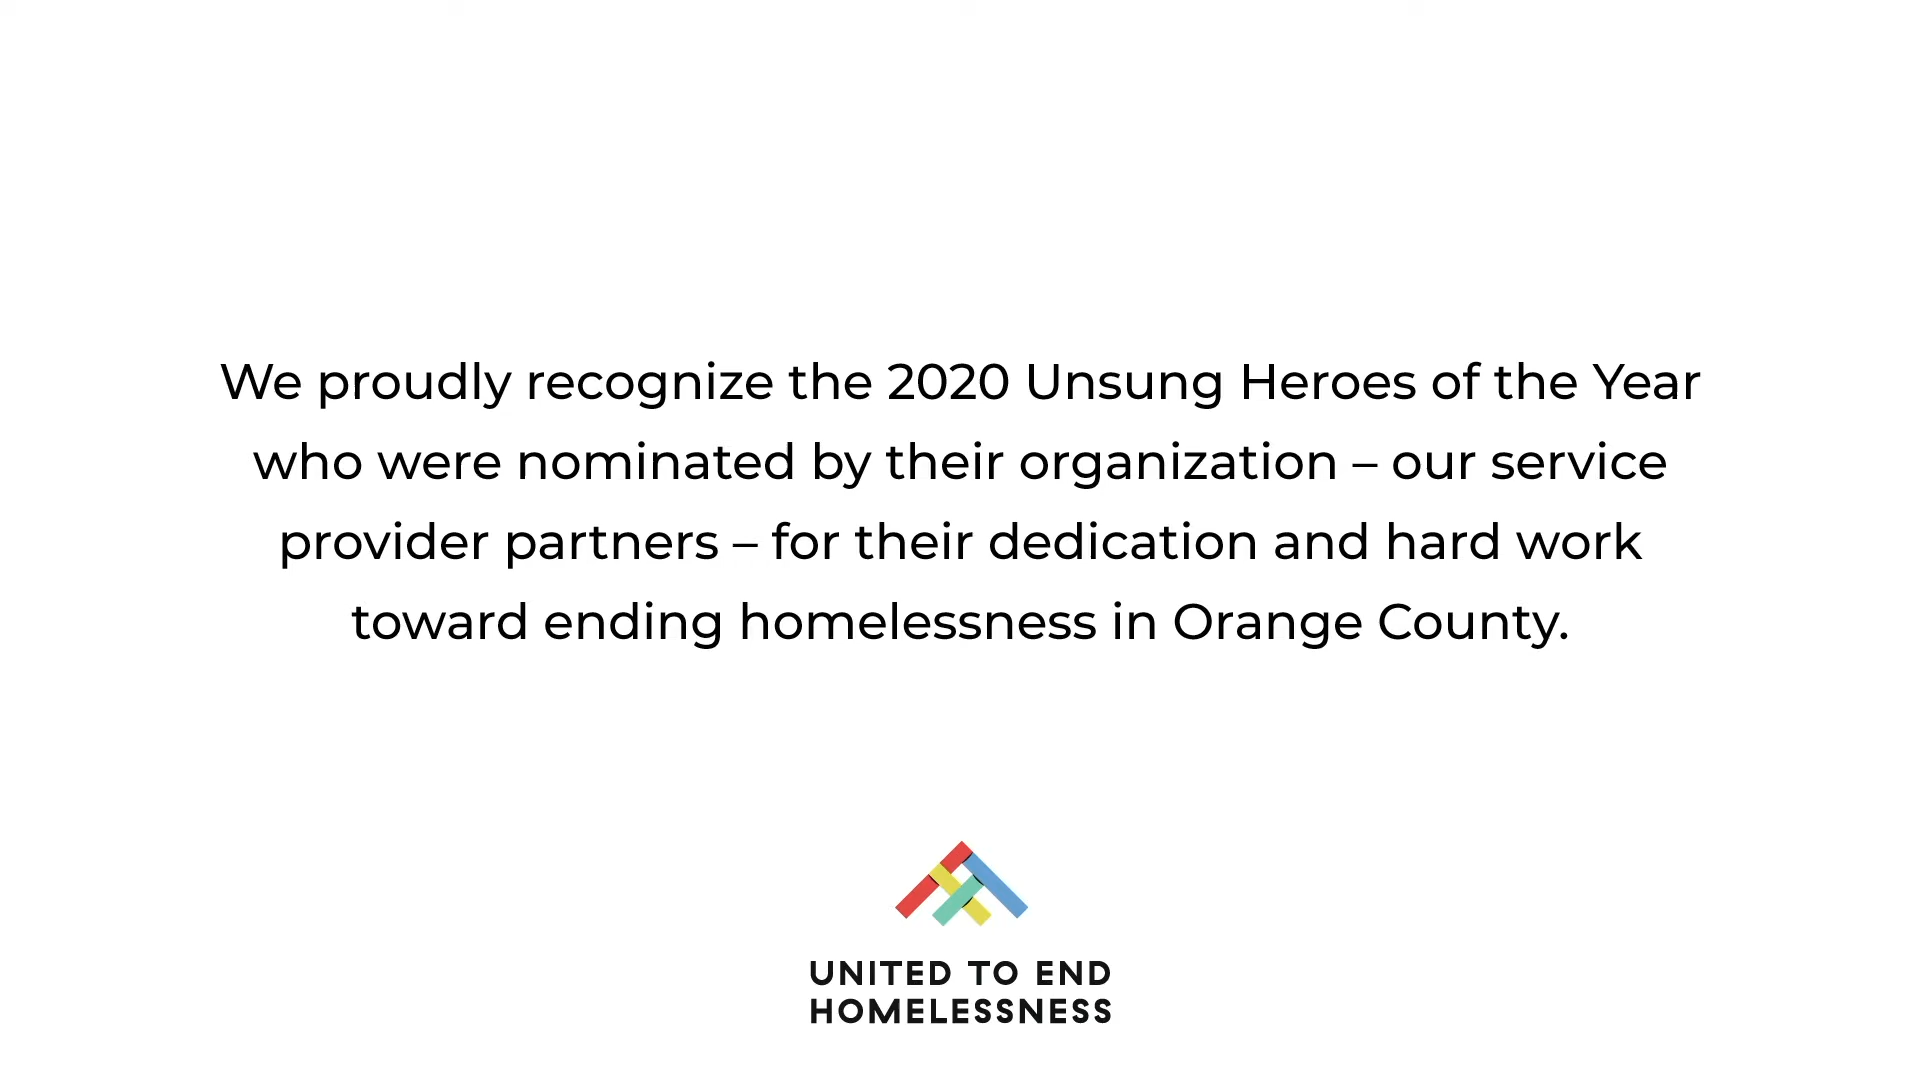 We proudly recognize the 2020 Unsung Heroes of the Year
who were nominated by their organization – our service
provider partners – for their dedication and hard work
toward ending homelessness in Orange County.
UNITED TO END
HOMELESSNESS